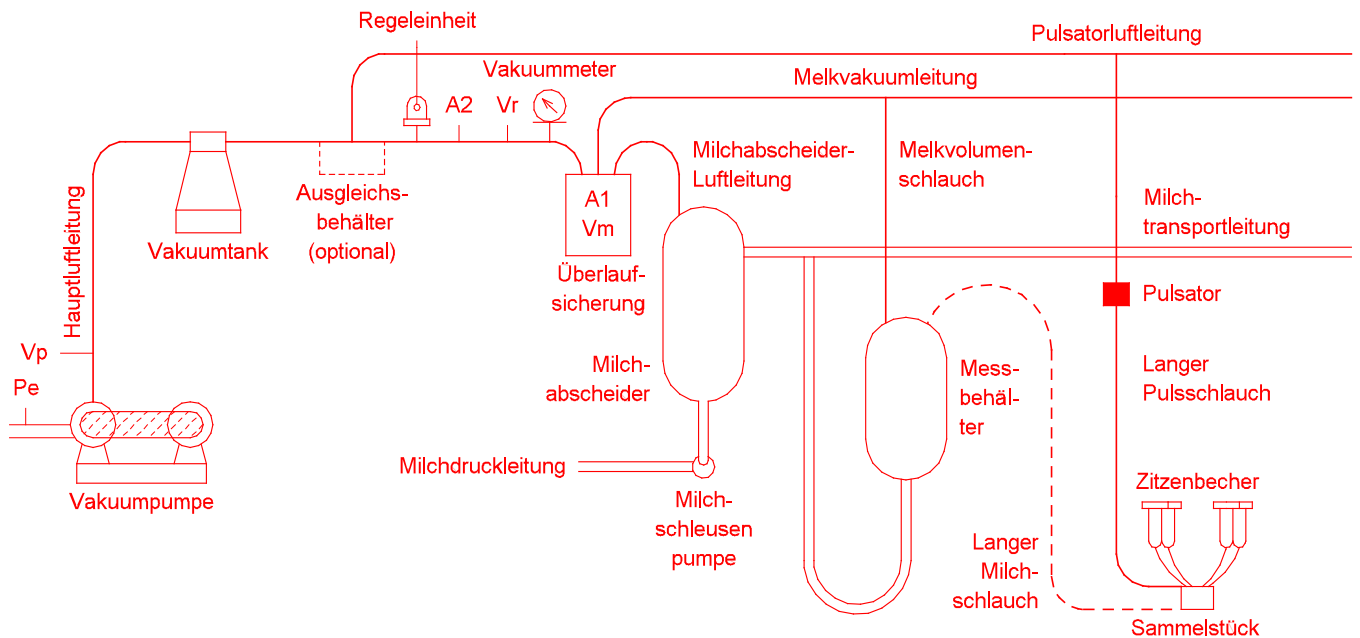 Regeleinheit
Pulsatorluftleitung
Vakuummeter
Melkvakuumleitung
A2
Vr
Milchabscheider-
Luftleitung
Melkvolumen-
schlauch
Ausgleichs-
behälter
(optional)
A1
Vm
Milch-
transportleitung
Hauptluftleitung
Vakuumtank
Überlauf-
sicherung
Pulsator
Vp
Pe
Milch-
abscheider
Mess-
behäl-
ter
Langer
Pulsschlauch
Milchdruckleitung
Vakuumpumpe
Milch-
schleusen
pumpe
Zitzenbecher
Langer
Milch-
schlauch
Sammelstück